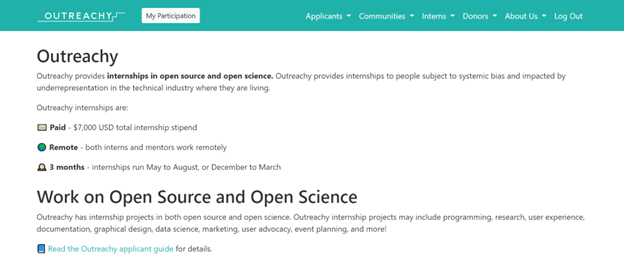 OUTREACHY My Participation Applicants Communities Interns Donors About Us Log Out
Outreachy
Outreachy provides internships in open source and open science. Outreachy provides internships to people subject to systemic bias and impacted by
underrepresentation in the technical industry where they are living.
Outreachy internships are:
Paid - $7,000 USD total internship stipend
Remote - both interns and mentors work remotely
3 months - internships run May to August, or December to March
Work on Open Source and Open Science
Outreachy has internship projects in both open source and open science. Outreachy internship projects may include programming, research, user experience,
documentation, graphical design, data science, marketing, user advocacy, event planning, and more!
Read the Outreachy applicant guide for details.